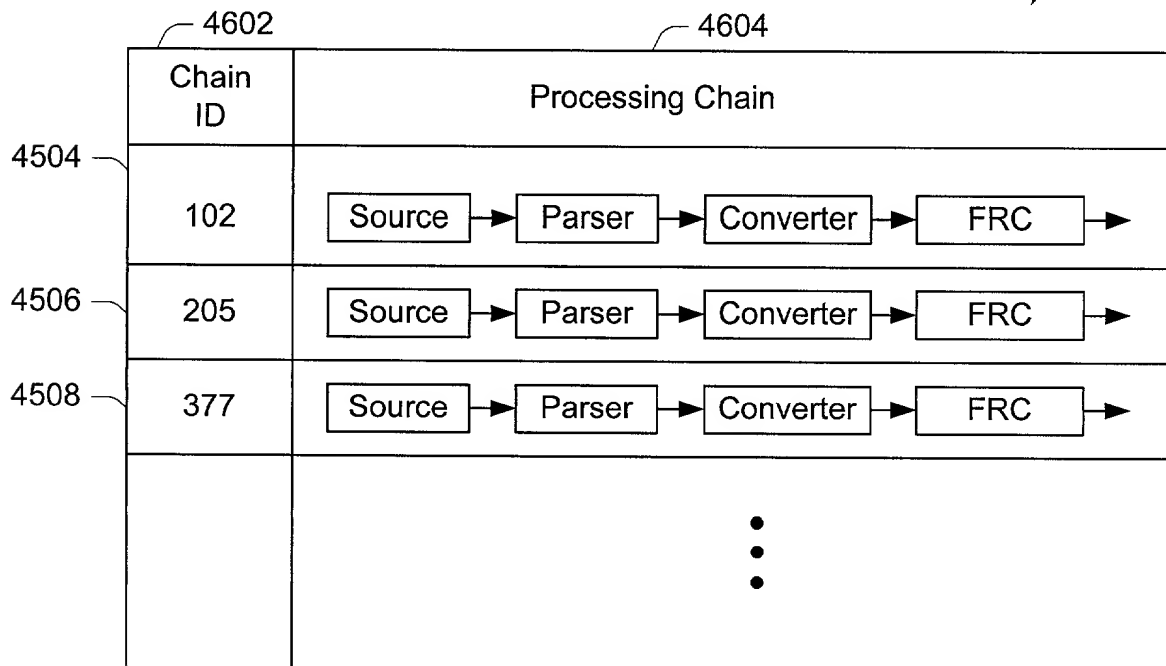 4602
4604
Chain
ID
Processing Chain
4504
102
Source
Parser
Converter
FRC
4506
205
Source
Parser
Converter
FRC
4508
377
Source
Parser
Converter
FRC